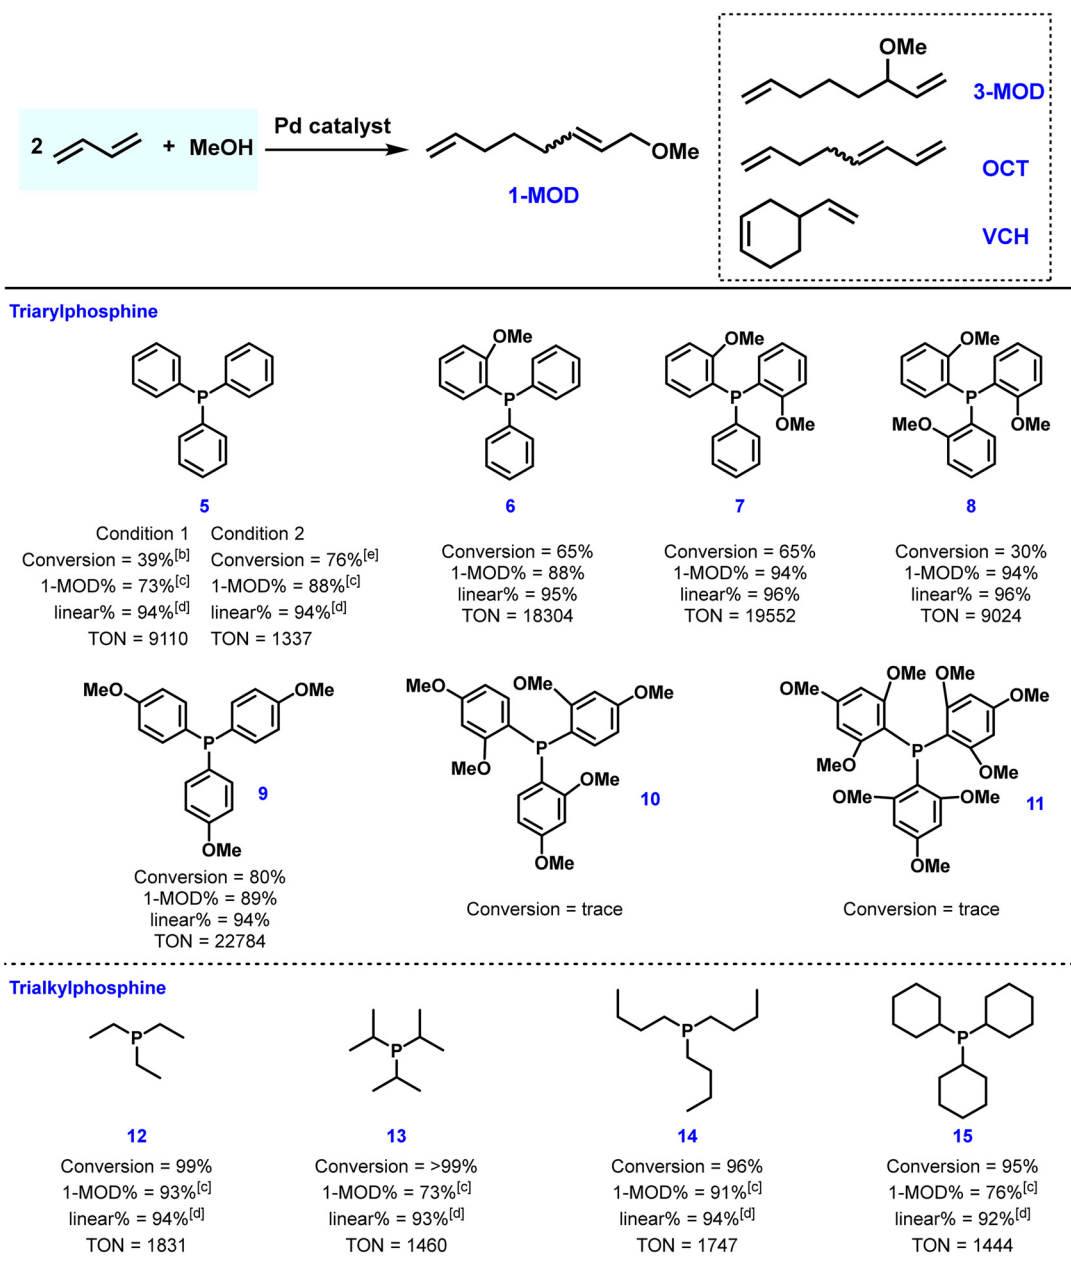 2 + MeOH
Pd catalyst
OMe
1-MOD
OMe
3-MOD
OCT
VCH
Triarylphosphine
P
5
Condition 1 Condition 2
Conversion = 39%[b] Conversion = 76%[e]
1-MOD% = 73%[c] 1-MOD% = 88%[c]
linear% = 94%[d] linear% = 94%[d]
TON = 9110 TON = 1337
OMe
P
6
Conversion = 65%
1-MOD% = 88%
linear% = 95%
TON = 18304
OMe
P
OMe
7
Conversion = 65%
1-MOD% = 94%
linear% = 96%
TON = 19552
OMe
P
MeO OMe
8
Conversion = 30%
1-MOD% = 94%
linear% = 96%
TON = 9024
MeO OMe
P
OMe
9
Conversion = 80%
1-MOD% = 89%
linear% = 94%
TON = 22784
MeO OMe OMe
P
MeO OMe
OMe
10
Conversion = trace
MeO OMe OMe OMe
P
MeO OMe
OMe OMe
OMe
11
Conversion = trace
Trialkylphosphine
P
12
Conversion = 99%
1-MOD% = 93%[c]
linear% = 94%[d]
TON = 1831
P
13
Conversion = >99%
1-MOD% = 73%[c]
linear% = 93%[d]
TON = 1460
P
14
Conversion = 96%
1-MOD% = 91%[c]
linear% = 94%[d]
TON = 1747
P
15
Conversion = 95%
1-MOD% = 76%[c]
linear% = 92%[d]
TON = 1444